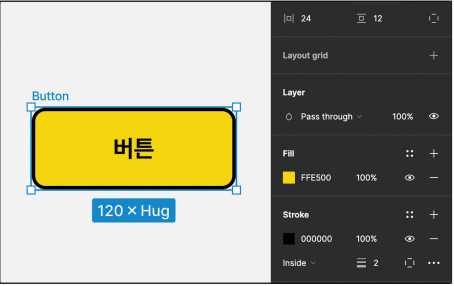 24 12
Layout grid
Layer
Pass through 100%
Fill
FFE500 100%
Stroke
000000 100%
Inside 2
Button
버튼
120 × Hug